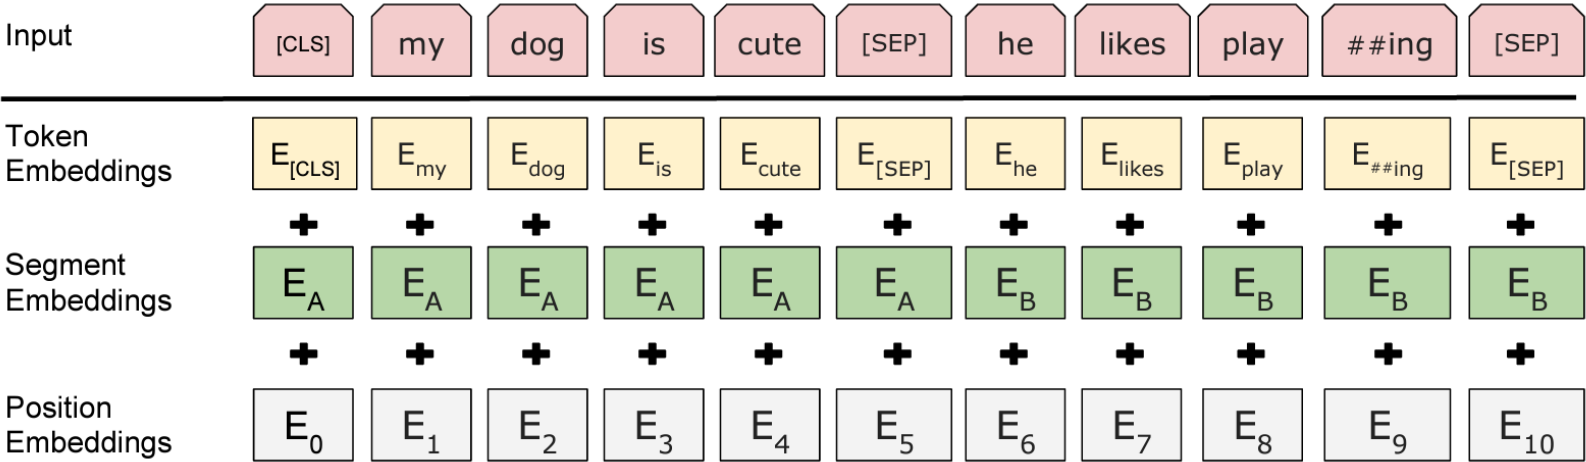 Input [CLS] my dog is cute [SEP] he likes play ##ing [SEP]
Token
Embeddings E[CLS] Emy Edog Eis Ecute E[SEP] Ehe Elikes Eplay E##ing E[SEP]
+ + + + + + + + + + +
Segment
Embeddings EA EA EA EA EA EA EB EB EB EB EB
+ + + + + + + + + + +
Position
Embeddings E0 E1 E2 E3 E4 E5 E6 E7 E8 E9 E10